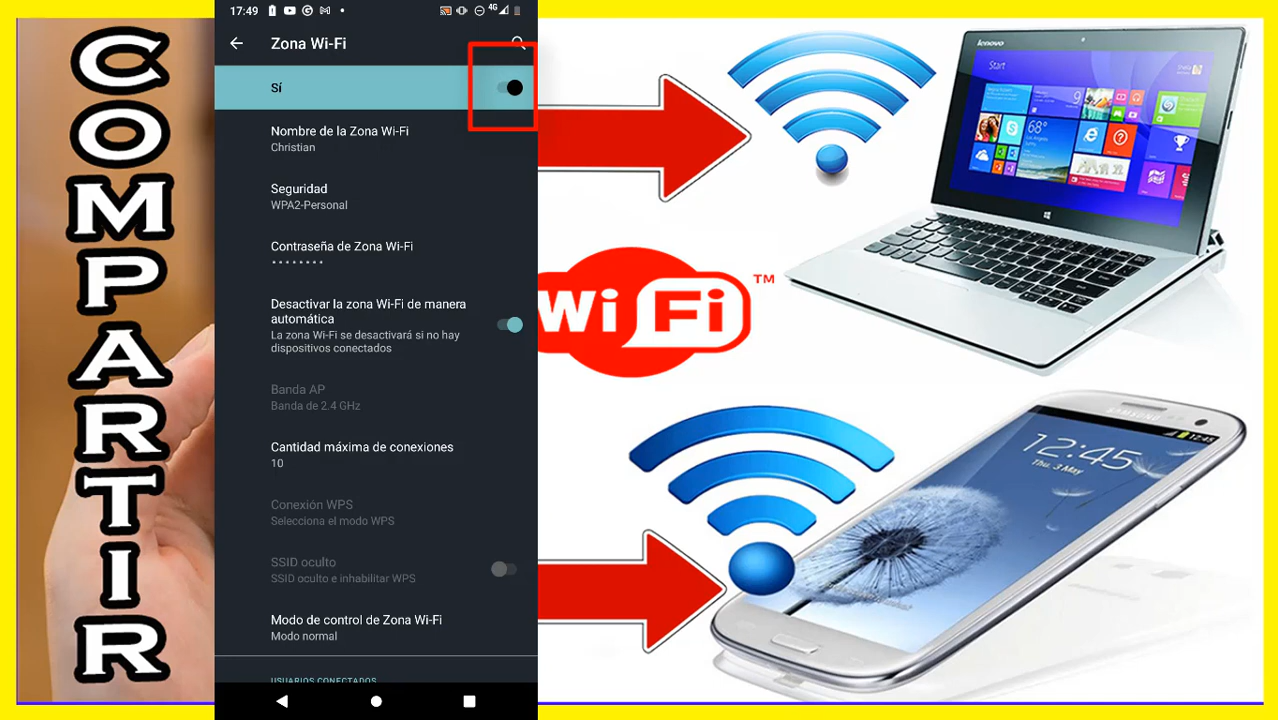 COMPARTIR
17:49
4G
Zona Wi-Fi
Sí
Nombre de la Zona Wi-Fi
Christian
Seguridad
WPA2-Personal
Contraseña de Zona Wi-Fi
••••••••
Desactivar la zona Wi-Fi de manera
automática
La zona Wi-Fi se desactivará si no hay
dispositivos conectados
Banda AP
Banda de 2.4 GHz
Cantidad máxima de conexiones
10
Conexión WPS
Selecciona el modo WPS
SSID oculto
SSID oculto e inhabilitar WPS
Modo de control de Zona Wi-Fi
Modo normal
USUARIOS CONECTADOS
Wi Fi TM
lenovo
Start
9
68°
SAMSUNG
12:45
12:45
Thu. 3 May